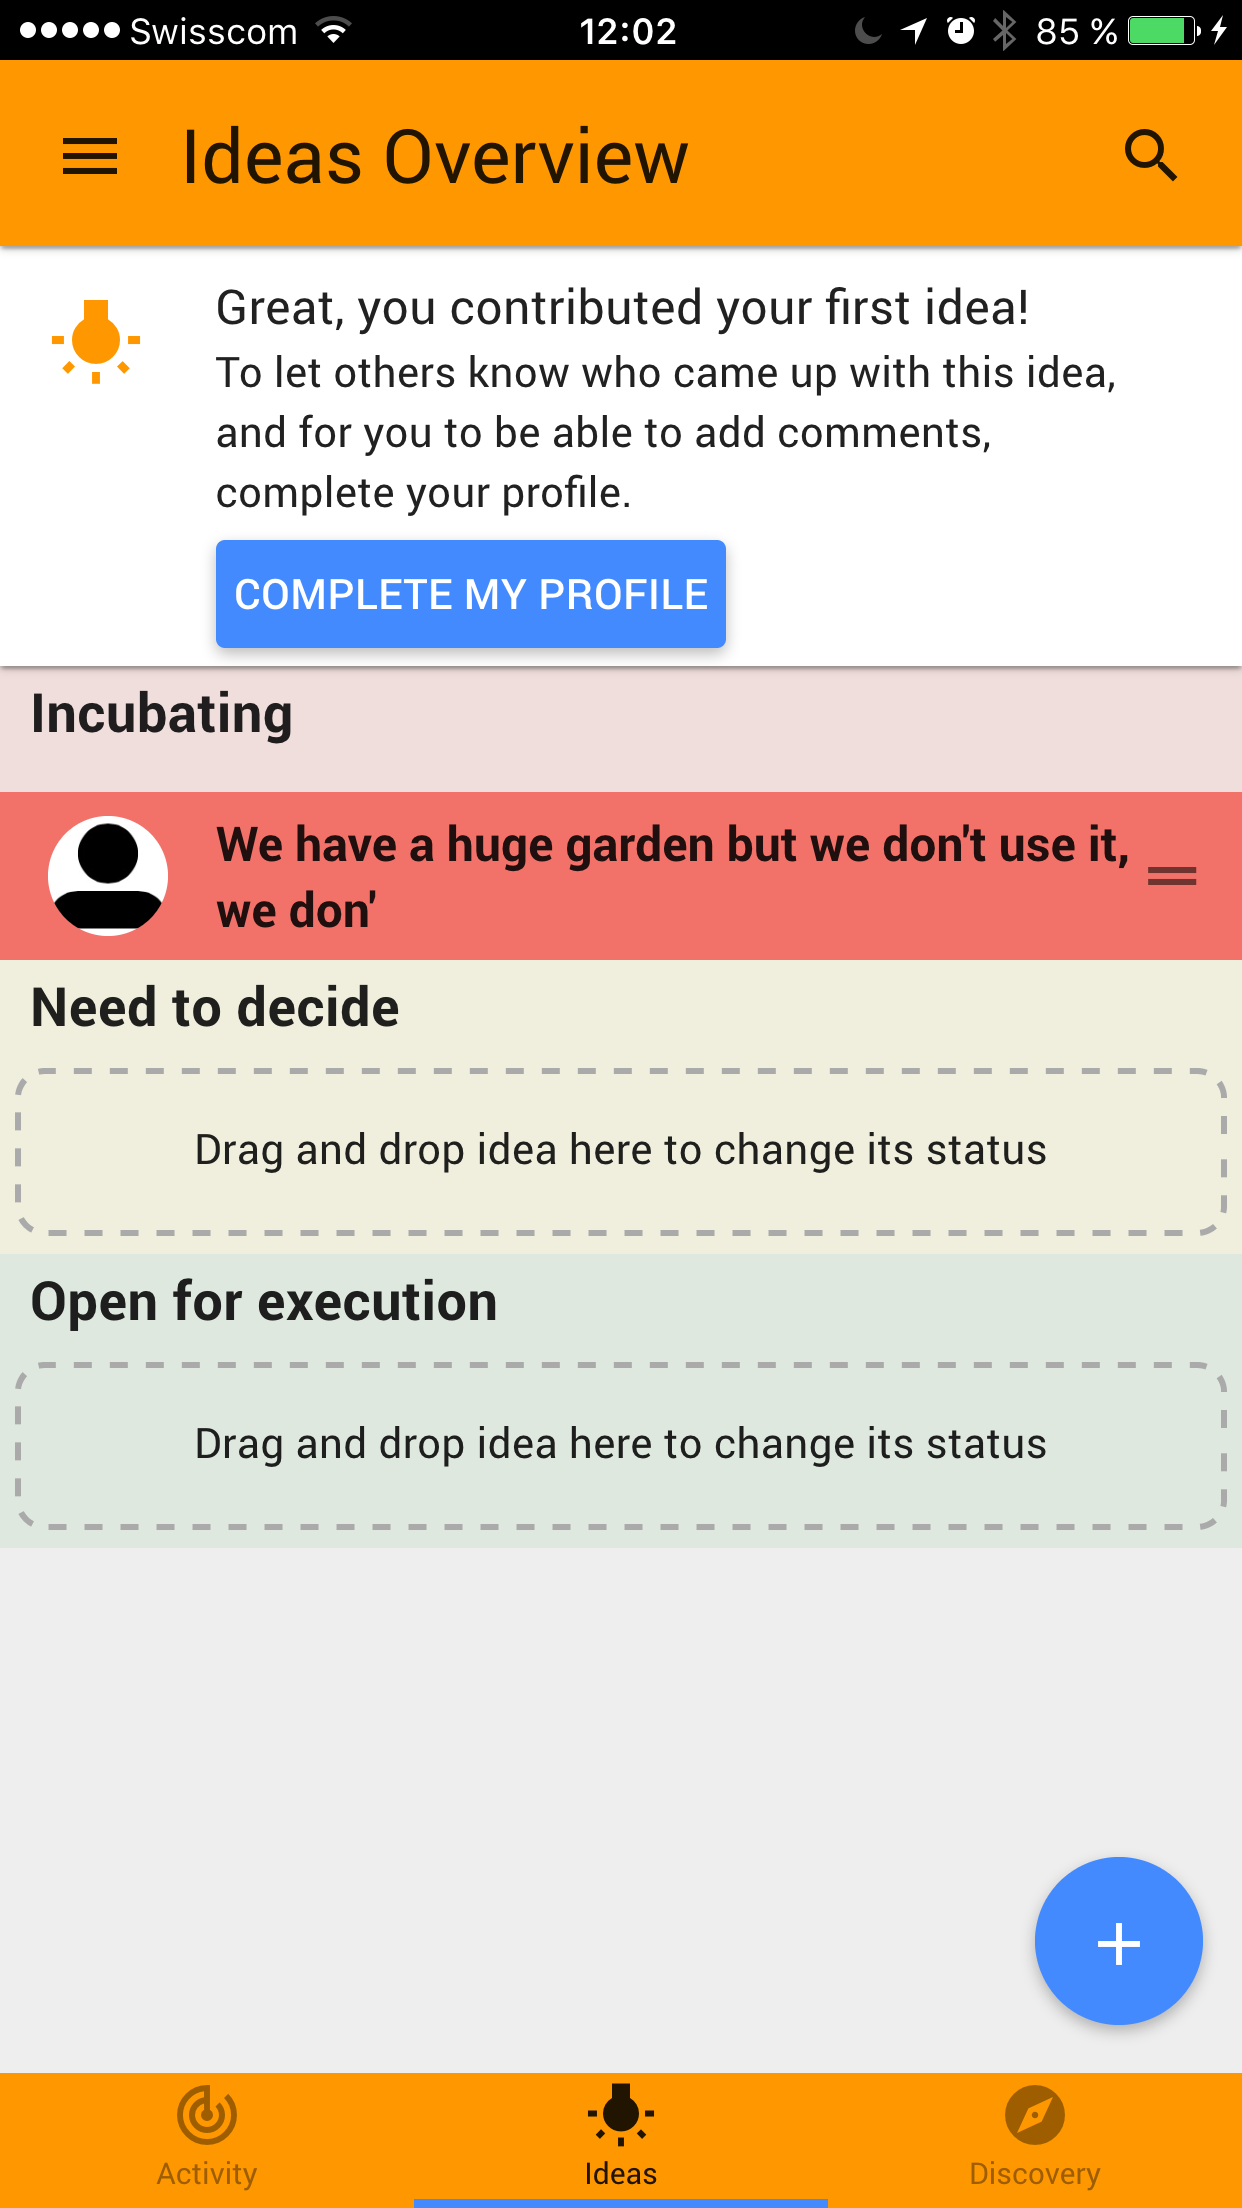 Swisscom 12:02 85 %
Ideas Overview
Great, you contributed your first idea!
To let others know who came up with this idea,
and for you to be able to add comments,
complete your profile.
COMPLETE MY PROFILE
Incubating
We have a huge garden but we don't use it,
we don'
Need to decide
Drag and drop idea here to change its status
Open for execution
Drag and drop idea here to change its status
Activity Ideas Discovery